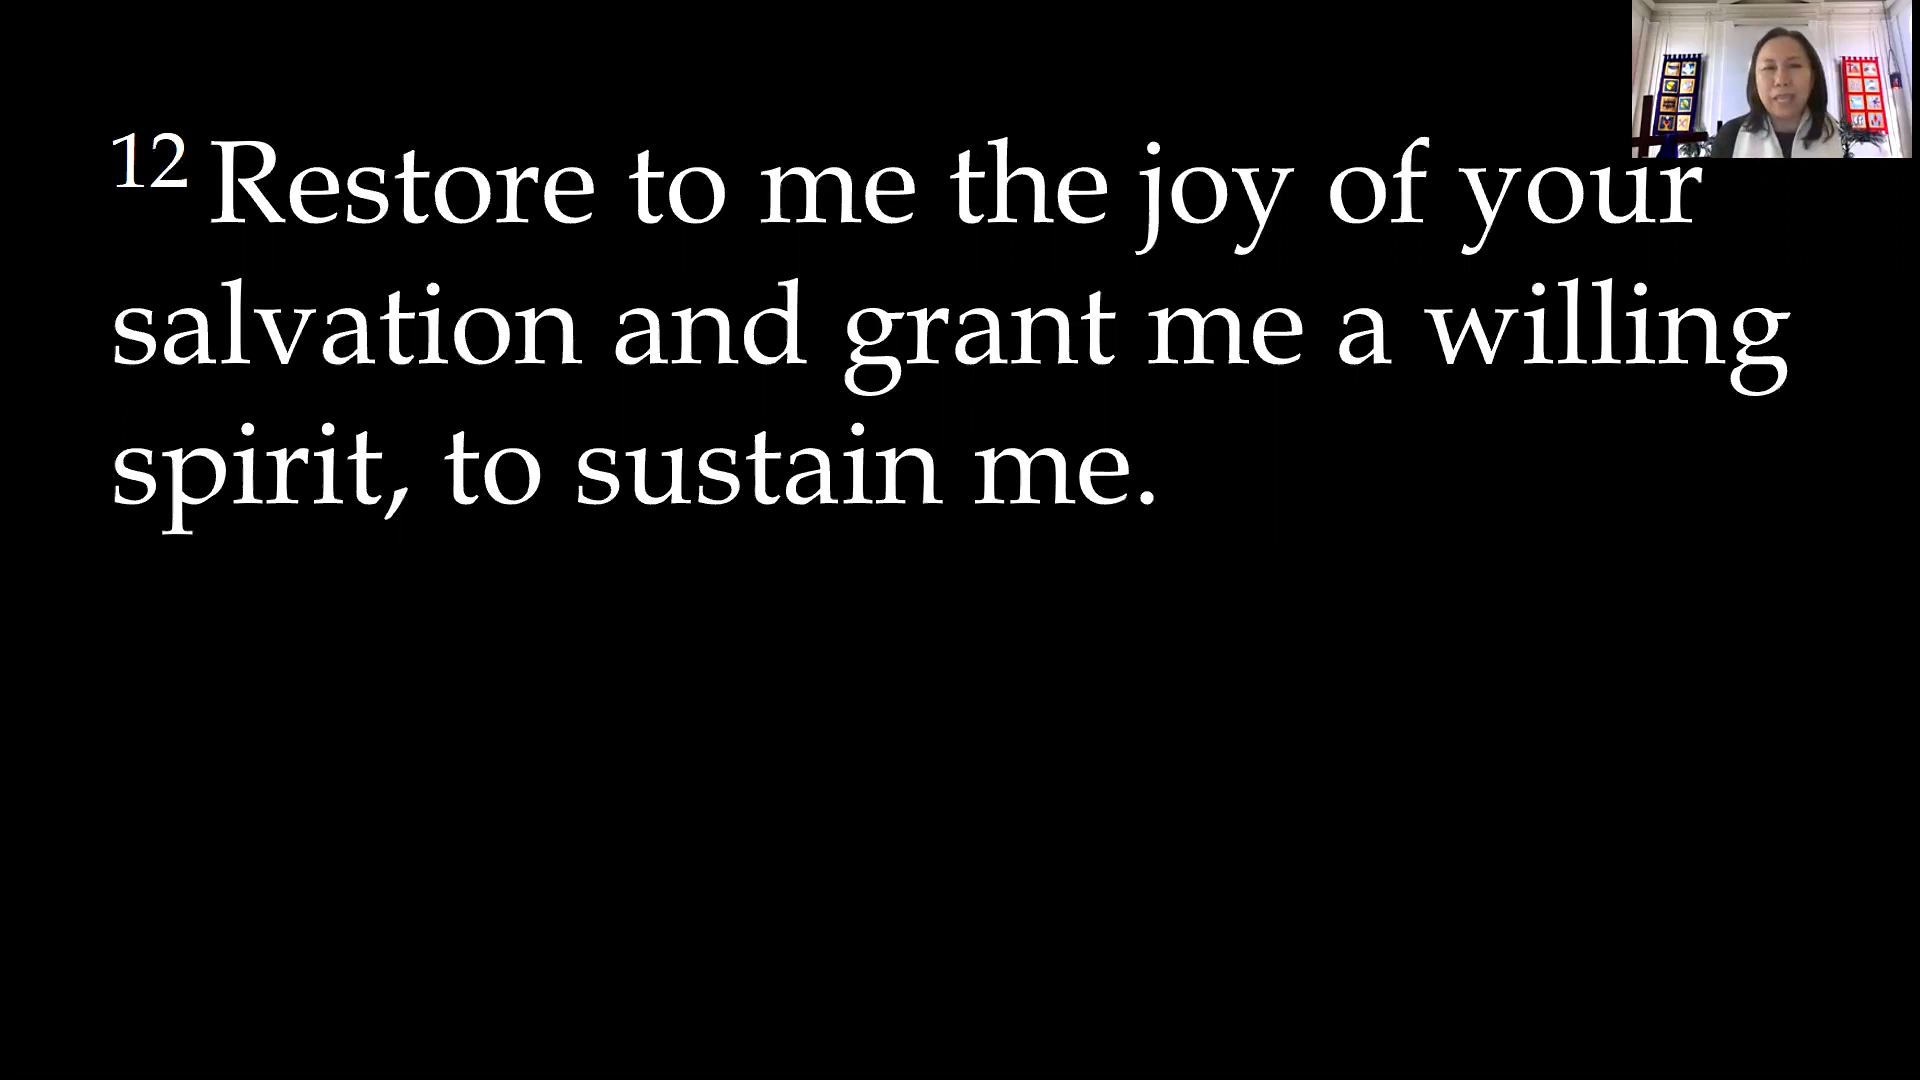 12 Restore to me the joy of your
salvation and grant me a willing
spirit, to sustain me.